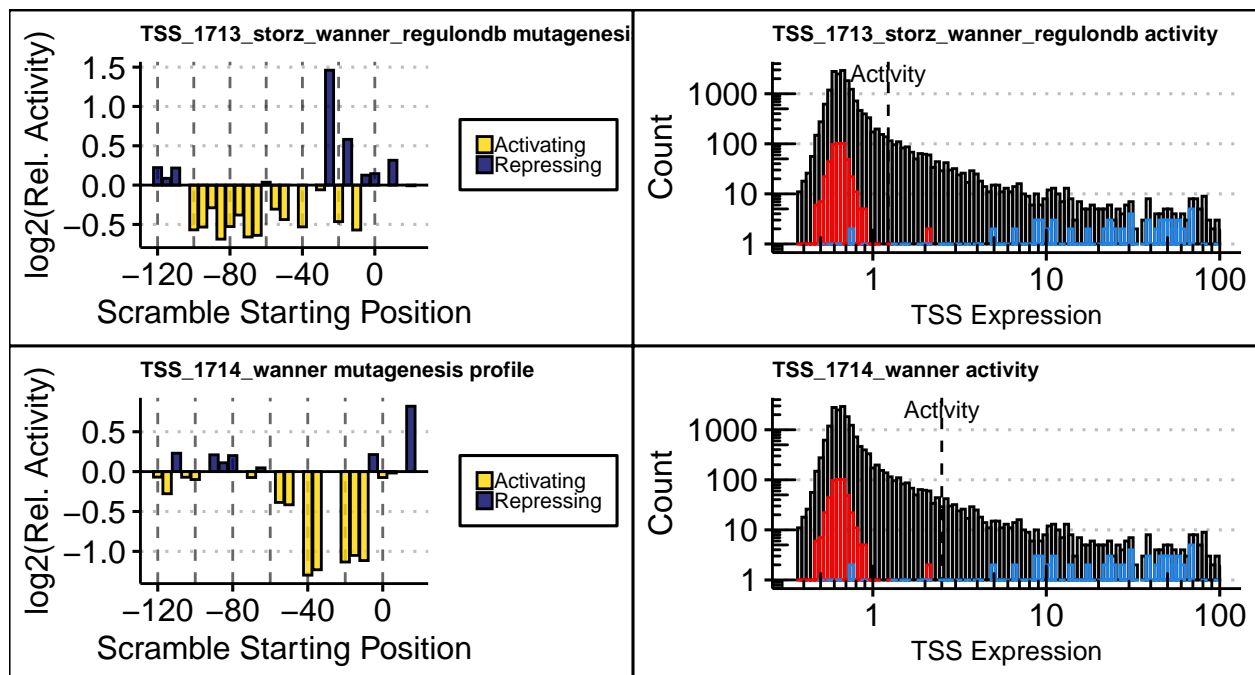 TSS_1713_storz_wanner_regulondb mutagenesi
log2(Rel. Activity)
1.5
1.0
0.5
0.0
−0.5
−120
−80
−40
0
Scramble Starting Position
Activating
Repressing
TSS_1713_storz_wanner_regulondb activity
Activity
Count
1000
100
10
1
1
10
100
TSS Expression
TSS_1714_wanner mutagenesis profile
log2(Rel. Activity)
0.5
0.0
−0.5
−1.0
−120
−80
−40
0
Scramble Starting Position
Activating
Repressing
TSS_1714_wanner activity
Activity
Count
1000
100
10
1
1
10
100
TSS Expression